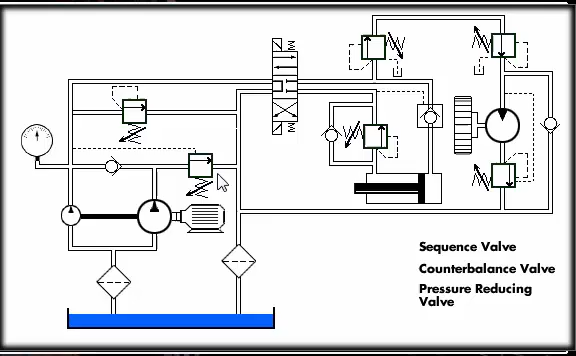 Sequence Valve
Counterbalance Valve
Pressure Reducing
Valve